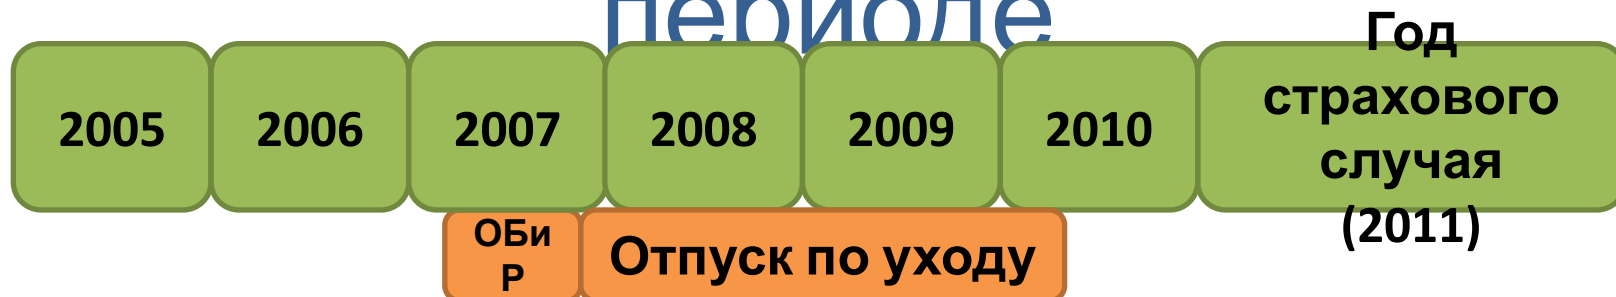 периоде
2005
2006
2007
2008
2009
2010
Год
страхового
случая
(2011)
ОБи
Р
Отпуск по уходу